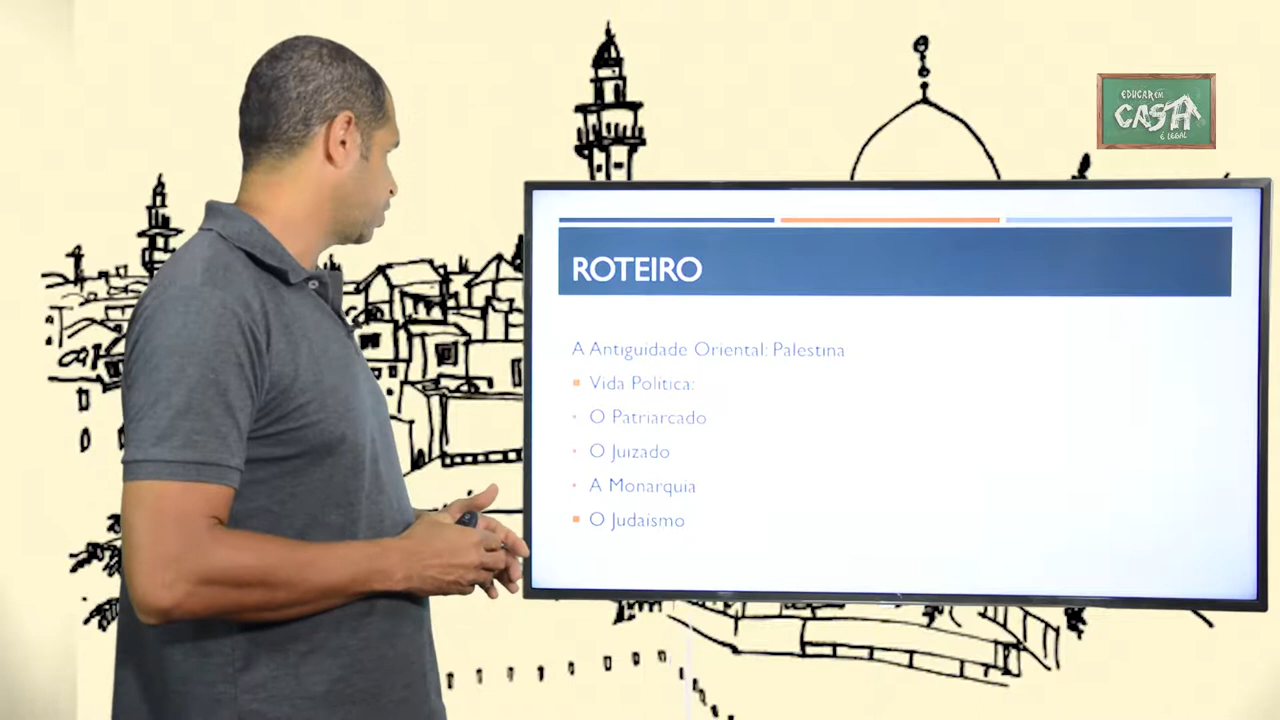 EDUCAR EM
CASA
É LEGAL
ROTEIRO
A Antiguidade Oriental: Palestina
Vida Política:
O Patriarcado
O Juizado
A Monarquia
O Judaísmo